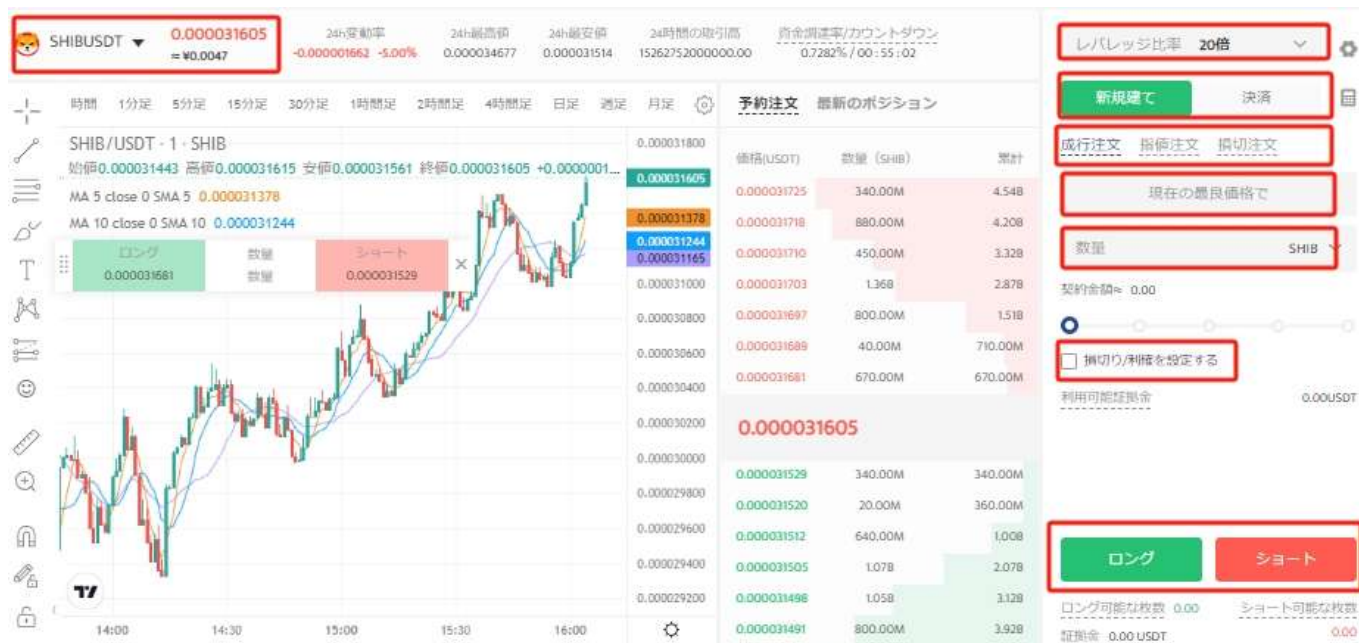 SHIBUSDT
0.000031605
≈ ¥0.0047
24h変動率
-0.000001662 -5.00%
24h最高値
0.000034677
24h最安値
0.000031514
24時間の取引高
15262752000000.00
資金調達率/カウントダウン
0.7282% / 00:55:02
時間 1分足 5分足 15分足 30分足 1時間足 2時間足 4時間足 日足 週足 月足
SHIB/USDT · 1 · SHIB
始値0.000031443 高値0.000031615 安値0.000031561 終値0.000031605 +0.0000001...
MA 5 close 0 SMA 5 0.000031378
MA 10 close 0 SMA 10 0.000031244
ロング
0.000031681
数量
数量
ショート
0.000031529
0.000031800
0.000031605
0.000031378
0.000031244
0.000031165
0.000031000
0.000030800
0.000030600
0.000030400
0.000030200
0.000030000
0.000029800
0.000029600
0.000029400
0.000029200
14:00 14:30 15:00 15:30 16:00
予約注文 最新のポジション
価格(USDT) 数量 (SHIB) 累計
0.000031725 340.00M 4.54B
0.000031718 880.00M 4.20B
0.000031710 450.00M 3.32B
0.000031703 1.36B 2.87B
0.000031697 800.00M 1.51B
0.000031689 40.00M 710.00M
0.000031681 670.00M 670.00M
0.000031605
0.000031529 340.00M 340.00M
0.000031520 20.00M 360.00M
0.000031512 640.00M 1.00B
0.000031505 1.07B 2.07B
0.000031498 1.05B 3.12B
0.000031491 800.00M 3.92B
レバレッジ比率 20倍
新規建て 決済
成行注文 指値注文 損切注文
現在の最良価格で
数量 SHIB
契約金額≈ 0.00
損切り/利確を設定する
利用可能証拠金 0.00USDT
ロング ショート
ロング可能な枚数 0.00 ショート可能な枚数
0.00
証拠金 0.00 USDT